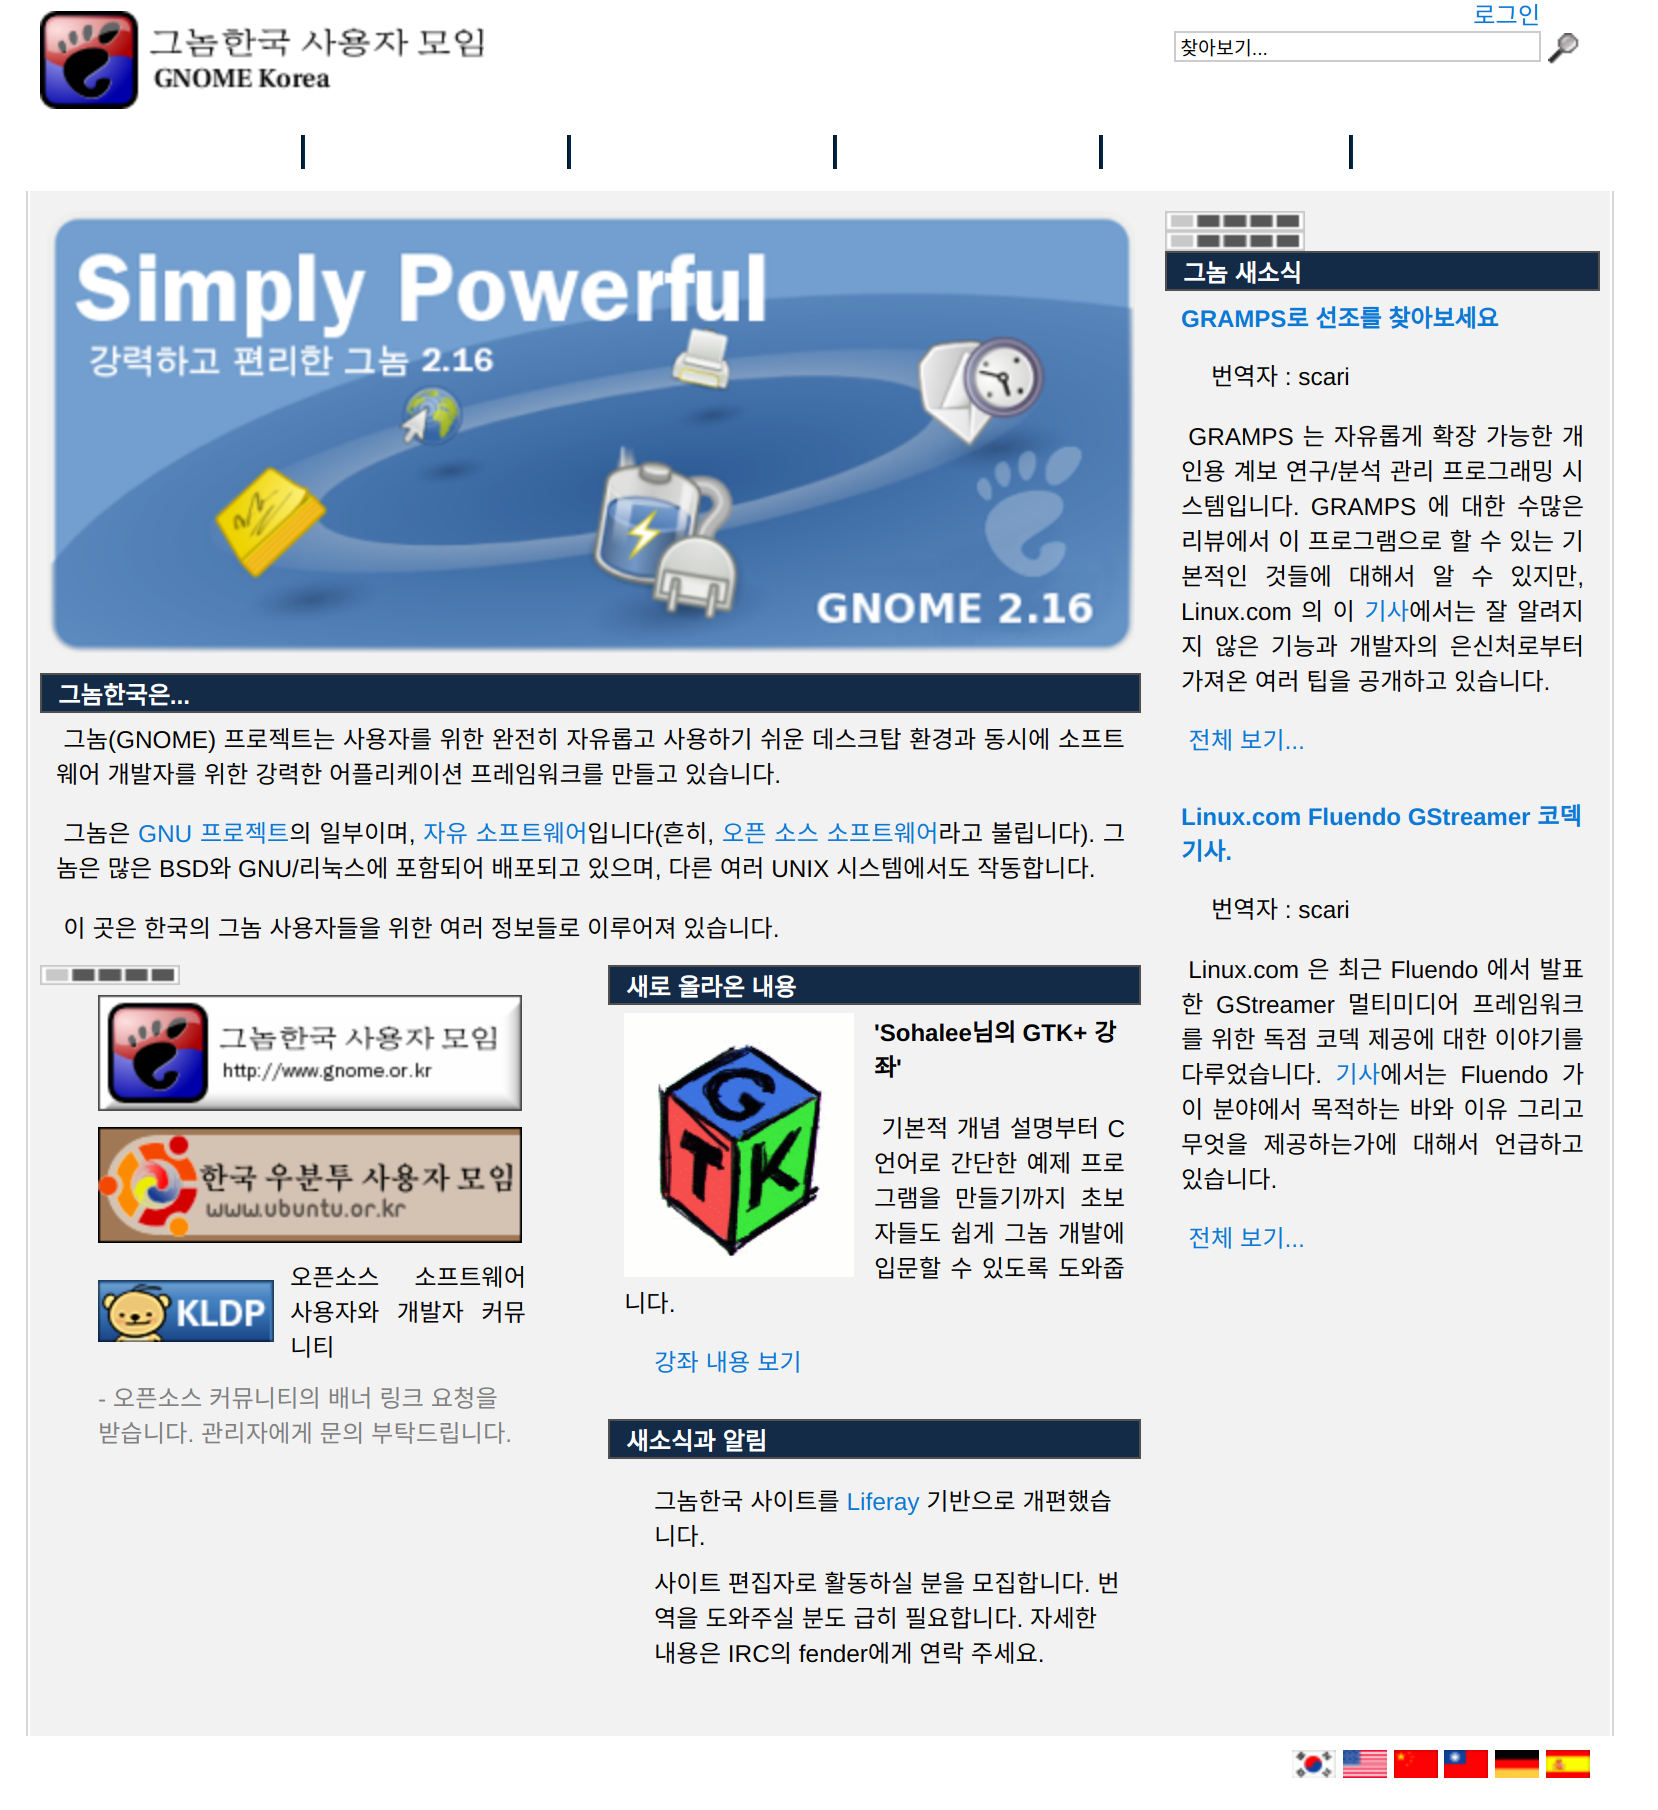 그놈한국 사용자 모임
GNOME Korea
로그인
찾아보기...
Simply Powerful
강력하고 편리한 그놈 2.16
GNOME 2.16
그놈한국은...
그놈(GNOME) 프로젝트는 사용자를 위한 완전히 자유롭고 사용하기 쉬운 데스크탑 환경과 동시에 소프트
웨어 개발자를 위한 강력한 어플리케이션 프레임워크를 만들고 있습니다.
그놈은 GNU 프로젝트의 일부이며, 자유 소프트웨어입니다(흔히, 오픈 소스 소프트웨어라고 불립니다). 그
놈은 많은 BSD와 GNU/리눅스에 포함되어 배포되고 있으며, 다른 여러 UNIX 시스템에서도 작동합니다.
이 곳은 한국의 그놈 사용자들을 위한 여러 정보들로 이루어져 있습니다.
그놈한국 사용자 모임
http://www.gnome.or.kr
한국 우분투 사용자 모임
www.ubuntu.or.kr
KLDP
오픈소스 소프트웨어
사용자와 개발자 커뮤
니티
- 오픈소스 커뮤니티의 배너 링크 요청을
받습니다. 관리자에게 문의 부탁드립니다.
새로 올라온 내용
G
T
K
'Sohalee님의 GTK+ 강
좌'
기본적 개념 설명부터 C
언어로 간단한 예제 프로
그램을 만들기까지 초보
자들도 쉽게 그놈 개발에
입문할 수 있도록 도와줍
니다.
강좌 내용 보기
새소식과 알림
그놈한국 사이트를 Liferay 기반으로 개편했습
니다.
사이트 편집자로 활동하실 분을 모집합니다. 번
역을 도와주실 분도 급히 필요합니다. 자세한
내용은 IRC의 fender에게 연락 주세요.
그놈 새소식
GRAMPS로 선조를 찾아보세요
번역자 : scari
GRAMPS 는 자유롭게 확장 가능한 개
인용 계보 연구/분석 관리 프로그래밍 시
스템입니다. GRAMPS 에 대한 수많은
리뷰에서 이 프로그램으로 할 수 있는 기
본적인 것들에 대해서 알 수 있지만,
Linux.com 의 이 기사에서는 잘 알려지
지 않은 기능과 개발자의 은신처로부터
가져온 여러 팁을 공개하고 있습니다.
전체 보기...
Linux.com Fluendo GStreamer 코덱
기사.
번역자 : scari
Linux.com 은 최근 Fluendo 에서 발표
한 GStreamer 멀티미디어 프레임워크
를 위한 독점 코덱 제공에 대한 이야기를
다루었습니다. 기사에서는 Fluendo 가
이 분야에서 목적하는 바와 이유 그리고
무엇을 제공하는가에 대해서 언급하고
있습니다.
전체 보기...